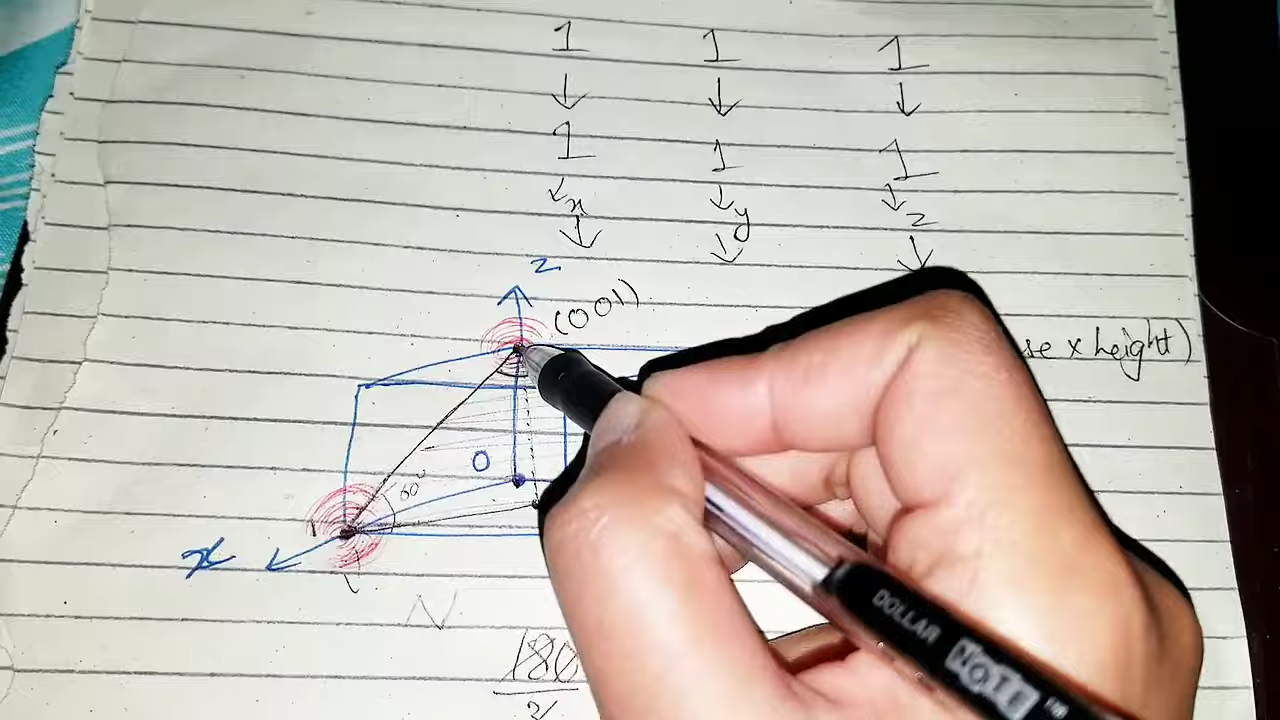 1 1 1
↓ ↓ ↓
1 1 1
↓ ↓ ↓
x y z
↓ ↓ ↓
z
(001)
se x height)
O
60°
x
180
2
DOLLAR
NOTE